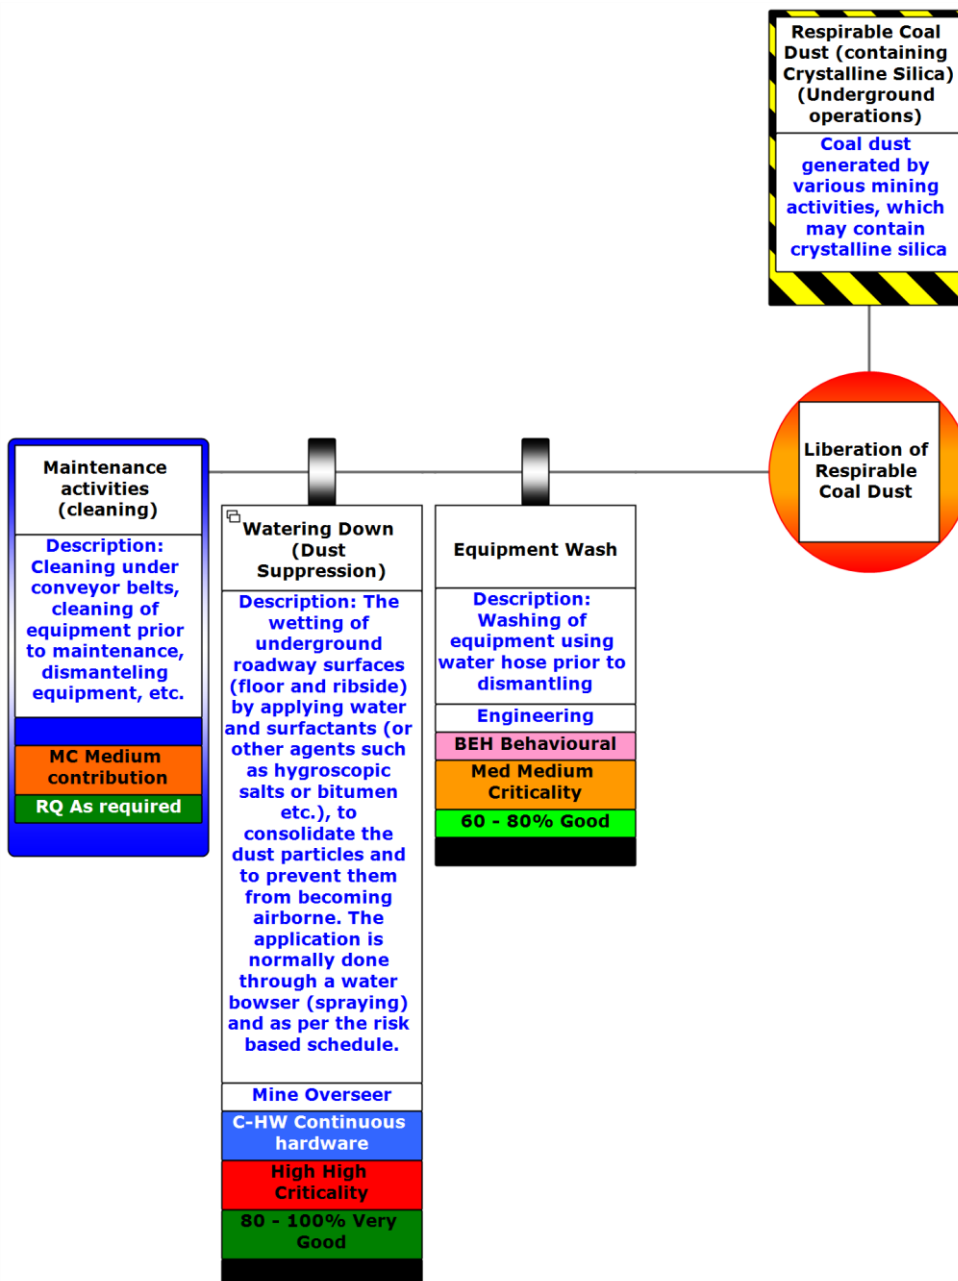 Respirable Coal
Dust (containing
Crystalline Silica)
(Underground
operations)
Coal dust
generated by
various mining
activities, which
may contain
crystalline silica
Liberation of
Respirable
Coal Dust
Maintenance
activities
(cleaning)
Description:
Cleaning under
conveyor belts,
cleaning of
equipment prior
to maintenance,
dismanteling
equipment, etc.
MC Medium
contribution
RQ As required
Watering Down
(Dust
Suppression)
Description: The
wetting of
underground
roadway surfaces
(floor and ribside)
by applying water
and surfactants (or
other agents such
as hygroscopic
salts or bitumen
etc.), to
consolidate the
dust particles and
to prevent them
from becoming
airborne. The
application is
normally done
through a water
bowser (spraying)
and as per the risk
based schedule.
Mine Overseer
C-HW Continuous
hardware
High High
Criticality
80 - 100% Very
Good
Equipment Wash
Description:
Washing of
equipment using
water hose prior to
dismantling
Engineering
BEH Behavioural
Med Medium
Criticality
60 - 80% Good